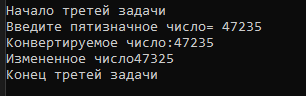 Начало третей задачи
Введите пятизначное число= 47235
Конвертируемое число:47235
Измененное число47325
Конец третей задачи